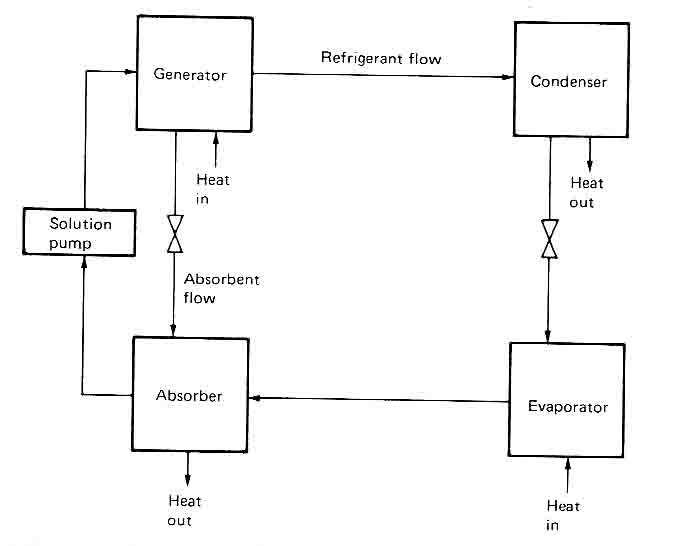 Refrigerant flow
Generator
Condenser
Heat
in
Heat
out
Solution
pump
Absorbent
flow
Absorber
Evaporator
Heat
out
Heat
in